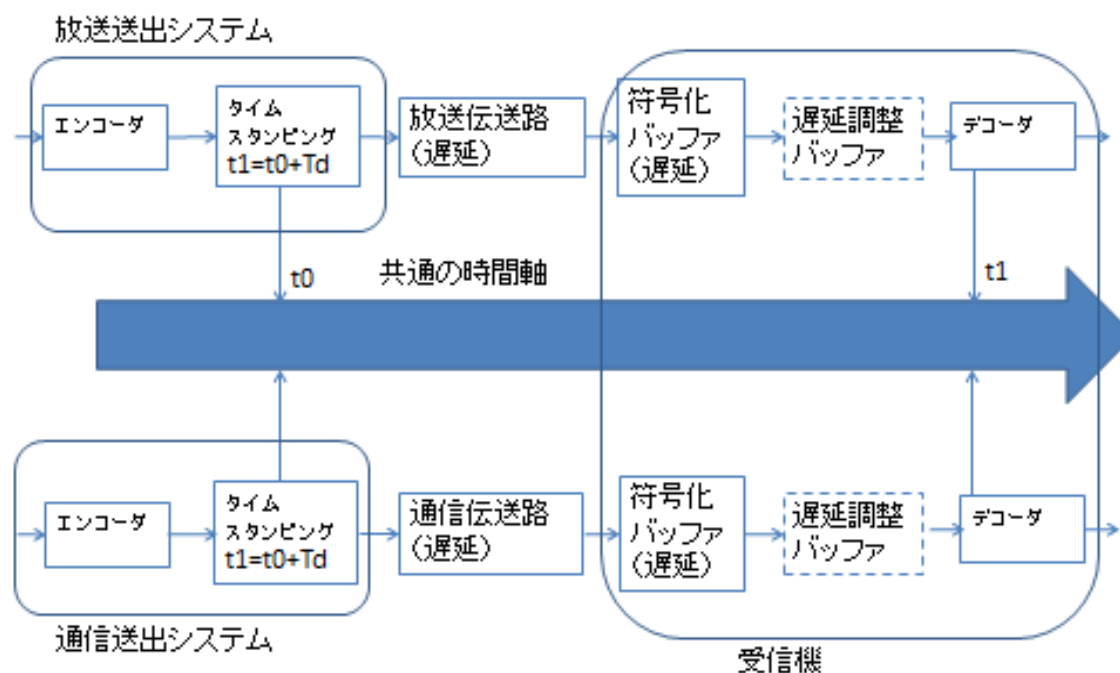 放送送出システム
エンコーダ
タイム
スタンピング
t1=t0+Td
放送伝送路
(遅延)
符号化
バッファ
(遅延)
遅延調整
バッファ
デコーダ
t0
共通の時間軸
t1
エンコーダ
タイム
スタンピング
t1=t0+Td
通信伝送路
(遅延)
符号化
バッファ
(遅延)
遅延調整
バッファ
デコーダ
通信送出システム
受信機